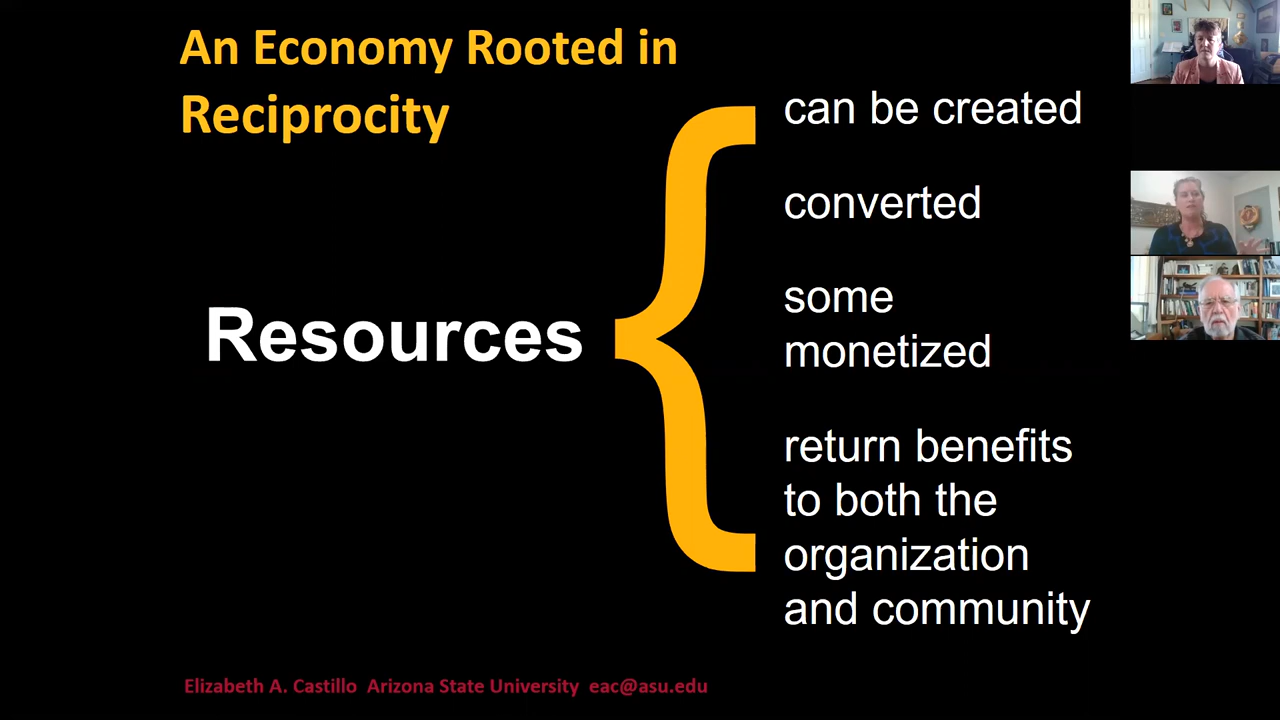 An Economy Rooted in
Reciprocity
Resources
can be created
converted
some
monetized
return benefits
to both the
organization
and community
Elizabeth A. Castillo Arizona State University eac@asu.edu